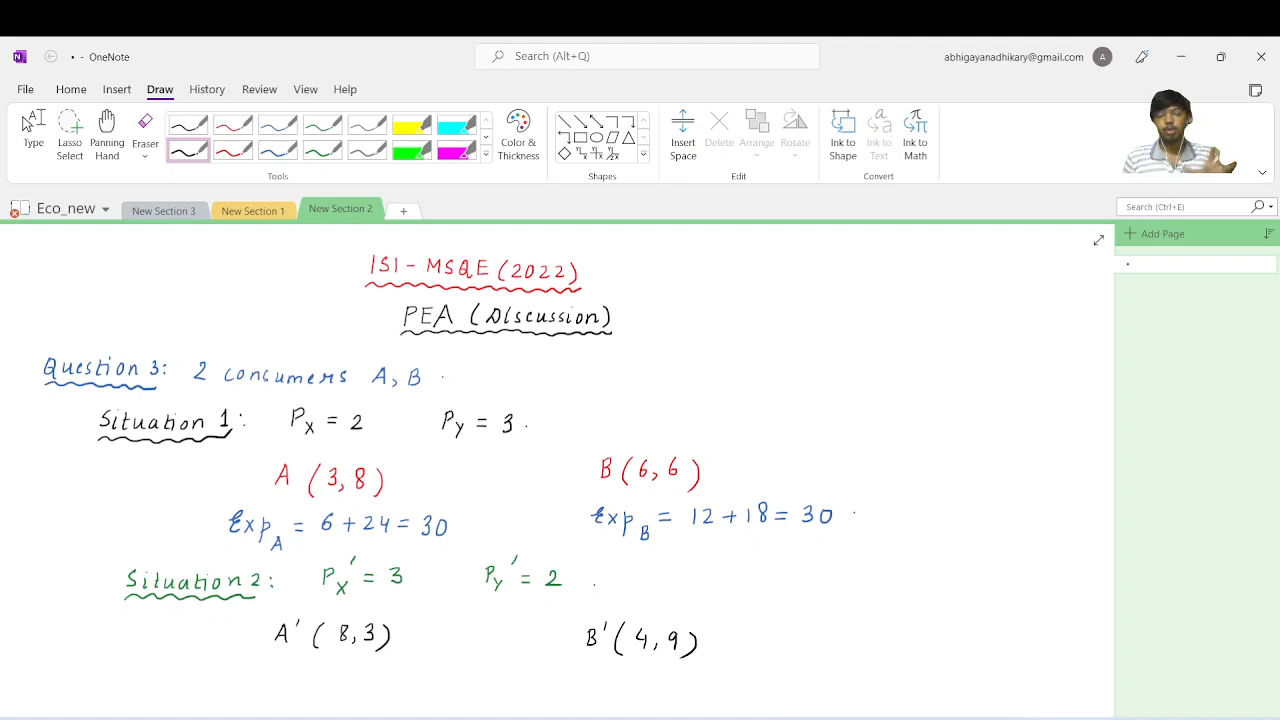 OneNote
Search (Alt+Q)
abhigayanadhikary@gmail.com
A
File Home Insert Draw History Review View Help
Type
Lasso Select
Panning Hand
Eraser
Color & Thickness
Insert Space
Delete
Arrange
Rotate
Ink to Shape
Ink to Text
Ink to Math
Tools
Shapes
Edit
Convert
Eco_new
New Section 3
New Section 1
New Section 2
Search (Ctrl+E)
Add Page
ISI - MSQE (2022)
PEA (Discussion)
Question 3: 2 consumers A, B .
Situation 1: Px = 2 Py = 3 .
A (3, 8) B (6, 6)
ExpA = 6 + 24 = 30 ExpB = 12 + 18 = 30 .
Situation 2: Px' = 3 Py' = 2 .
A' (8, 3) B' (4, 9)